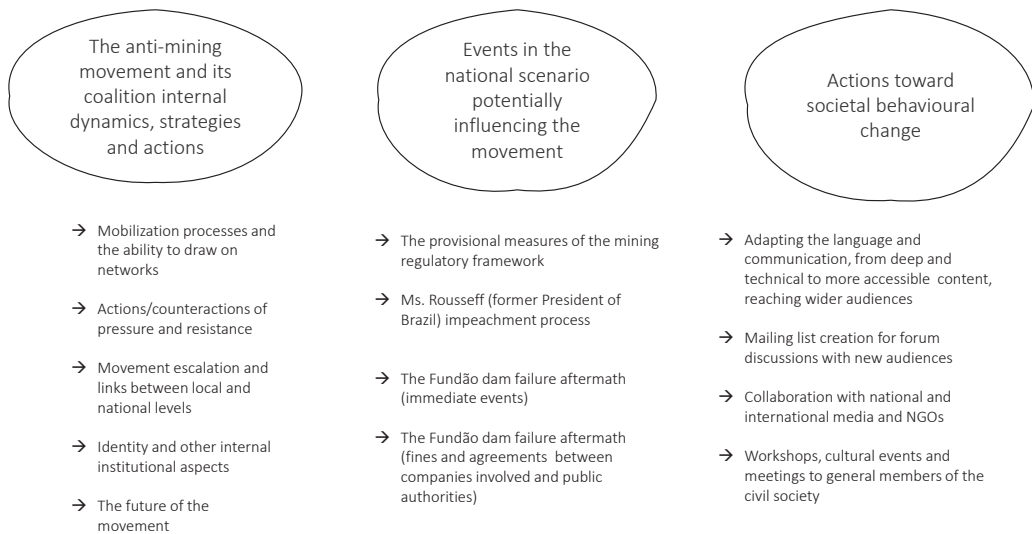 The anti-mining
movement and its
coalition internal
dynamics, strategies
and actions
→ Mobilization processes and
the ability to draw on
networks
→ Actions/counteractions of
pressure and resistance
→ Movement escalation and
links between local and
national levels
→ Identity and other internal
institutional aspects
→ The future of the
movement
Events in the
national scenario
potentially
influencing the
movement
→ The provisional measures of the mining
regulatory framework
→ Ms. Rousseff (former President of
Brazil) impeachment process
→ The Fundão dam failure aftermath
(immediate events)
→ The Fundão dam failure aftermath
(fines and agreements between
companies involved and public
authorities)
Actions toward
societal behavioural
change
→ Adapting the language and
communication, from deep and
technical to more accessible content,
reaching wider audiences
→ Mailing list creation for forum
discussions with new audiences
→ Collaboration with national and
international media and NGOs
→ Workshops, cultural events and
meetings to general members of the
civil society